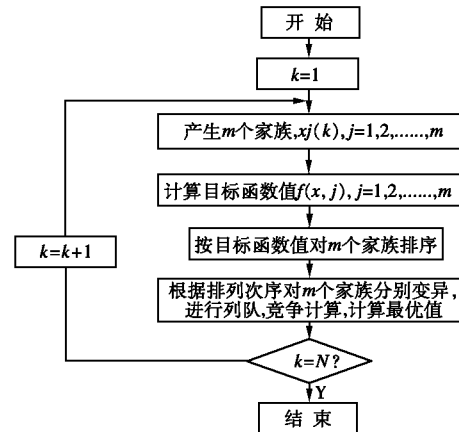 开 始
k=1
产生m个家族,xj(k),j=1,2,......,m
计算目标函数值f(x,j),j=1,2,......,m
按目标函数值对m个家族排序
k=k+1
根据排列次序对m个家族分别变异,
进行列队,竞争计算,计算最优值
k=N?
Y
结 束